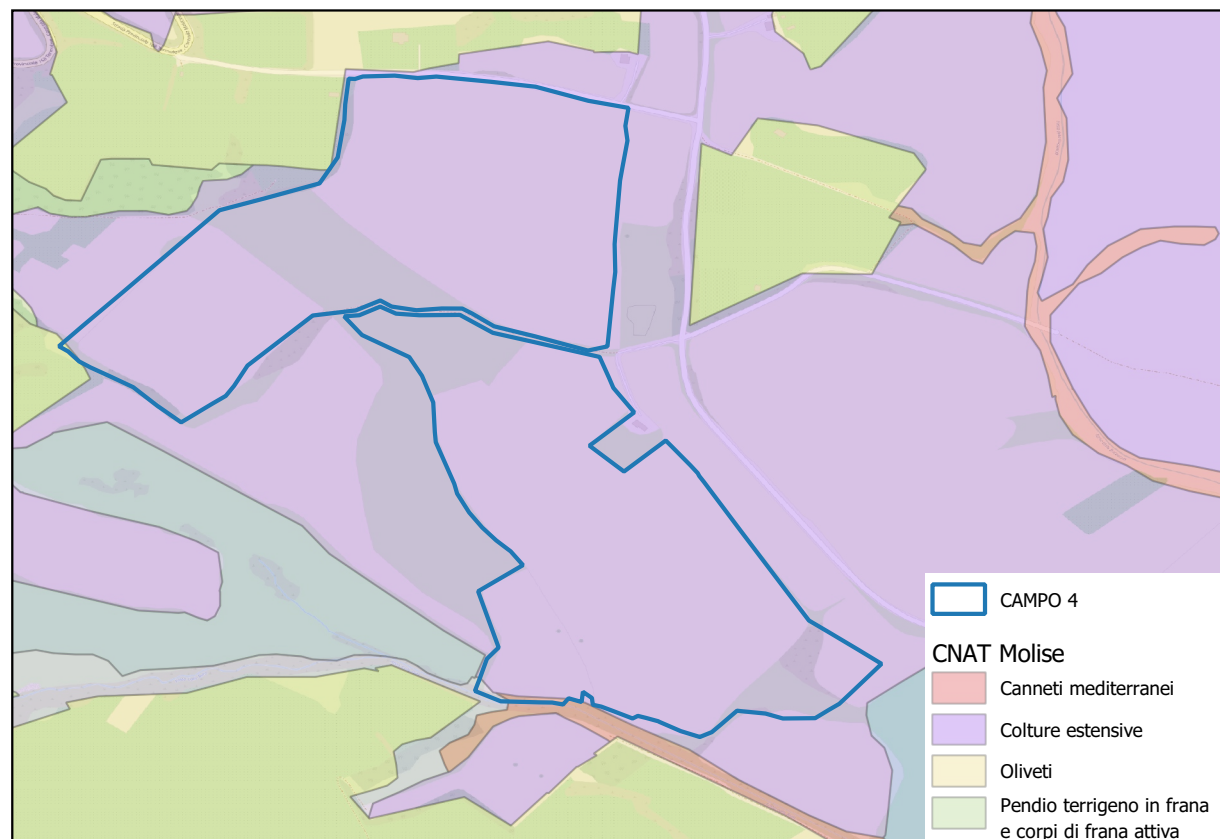 CAMPO 4
CNAT Molise
Canneti mediterranei
Colture estensive
Oliveti
Pendio terrigeno in frana
e corpi di frana attiva